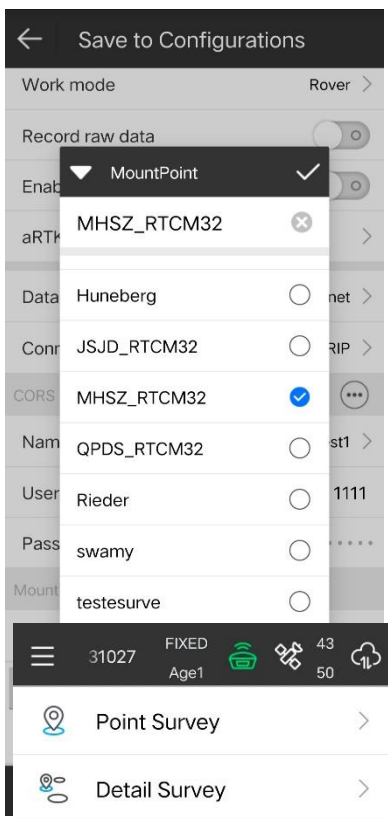 Save to Configurations
Work mode Rover
Record raw data
Enab
MountPoint
MHSZ_RTCM32
aRTK
Huneberg
Data net
JSJD_RTCM32
Conn RIP
MHSZ_RTCM32
CORS
QPDS_RTCM32
Nam st1
Rieder
User 1111
swamy
Pass
testesurve
Mount
31027 FIXED 43
Age1 50
Point Survey
Detail Survey